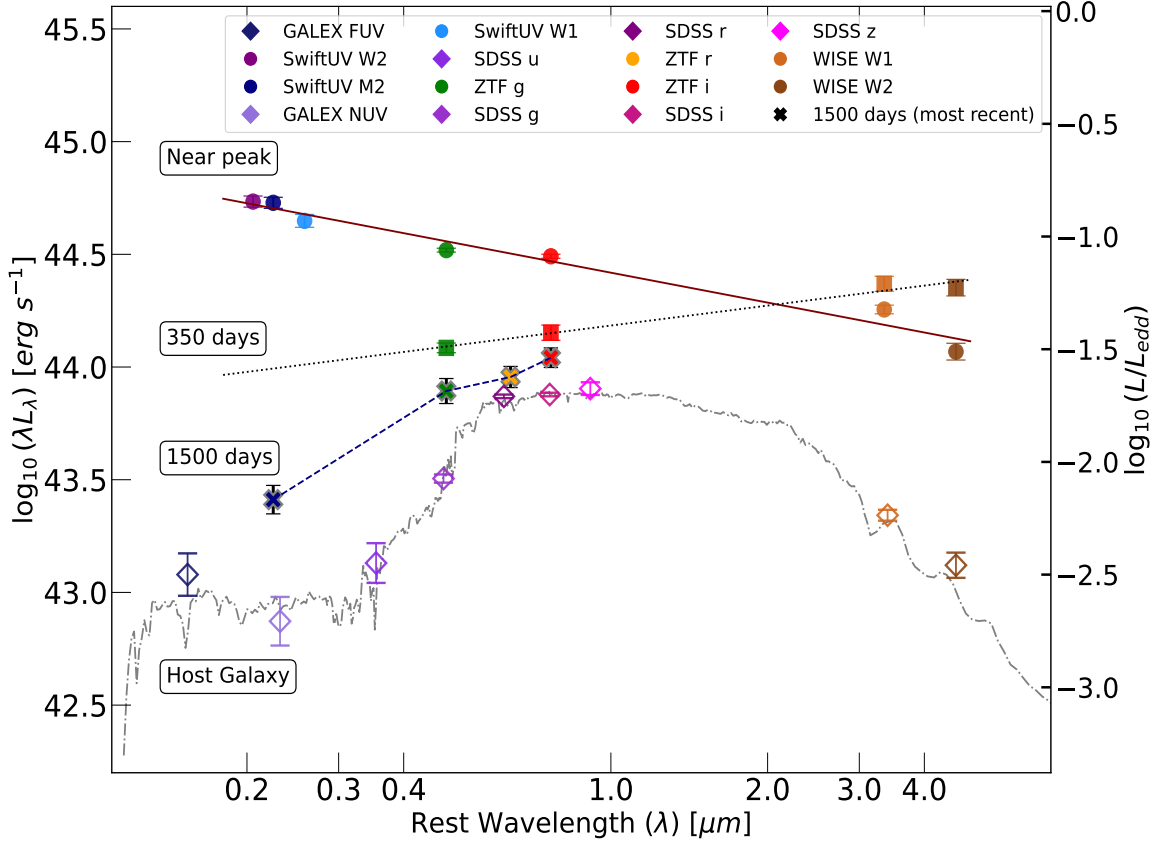 GALEX FUV
SwiftUV W2
SwiftUV M2
GALEX NUV
SwiftUV W1
SDSS u
ZTF g
SDSS g
SDSS r
ZTF r
ZTF i
SDSS i
SDSS z
WISE W1
WISE W2
1500 days (most recent)
Near peak
350 days
1500 days
Host Galaxy
45.5
45.0
44.5
44.0
43.5
43.0
42.5
log₁₀ (λL_λ) [erg s⁻¹]
0.0
−0.5
−1.0
−1.5
−2.0
−2.5
−3.0
log₁₀ (L/L_edd)
0.2 0.3 0.4 1.0 2.0 3.0 4.0
Rest Wavelength (λ) [μm]